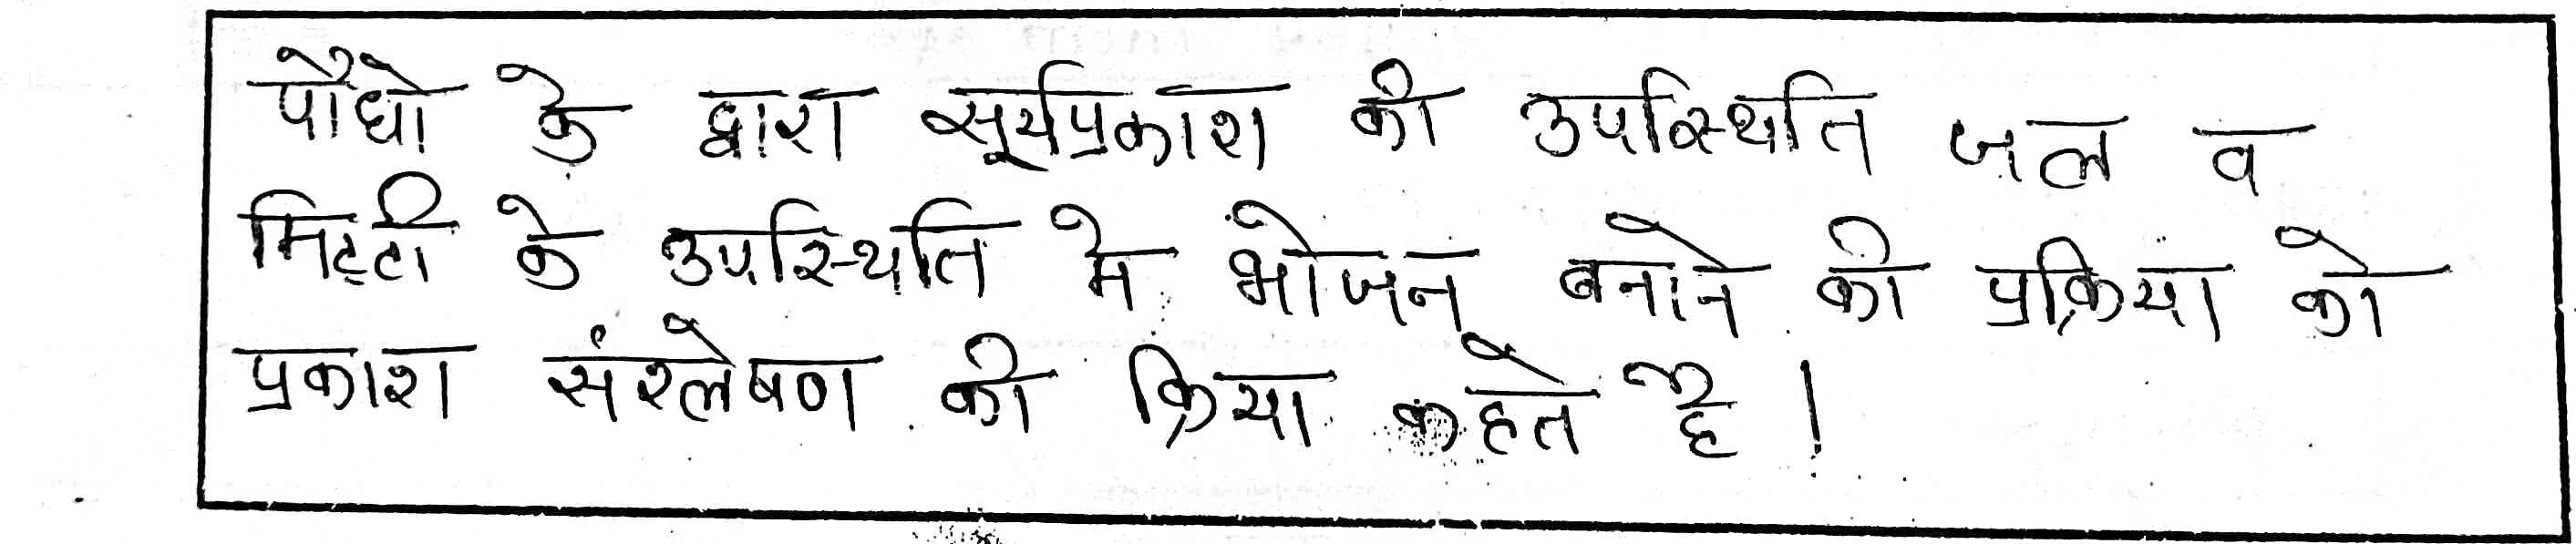 पौधो के द्वारा सूर्यप्रकाश की उपस्थिति जल व
मिट्टी के उपस्थिति मे भोजन बनाने की प्रक्रिया को
प्रकाश संश्लेषण की क्रिया कहते है।